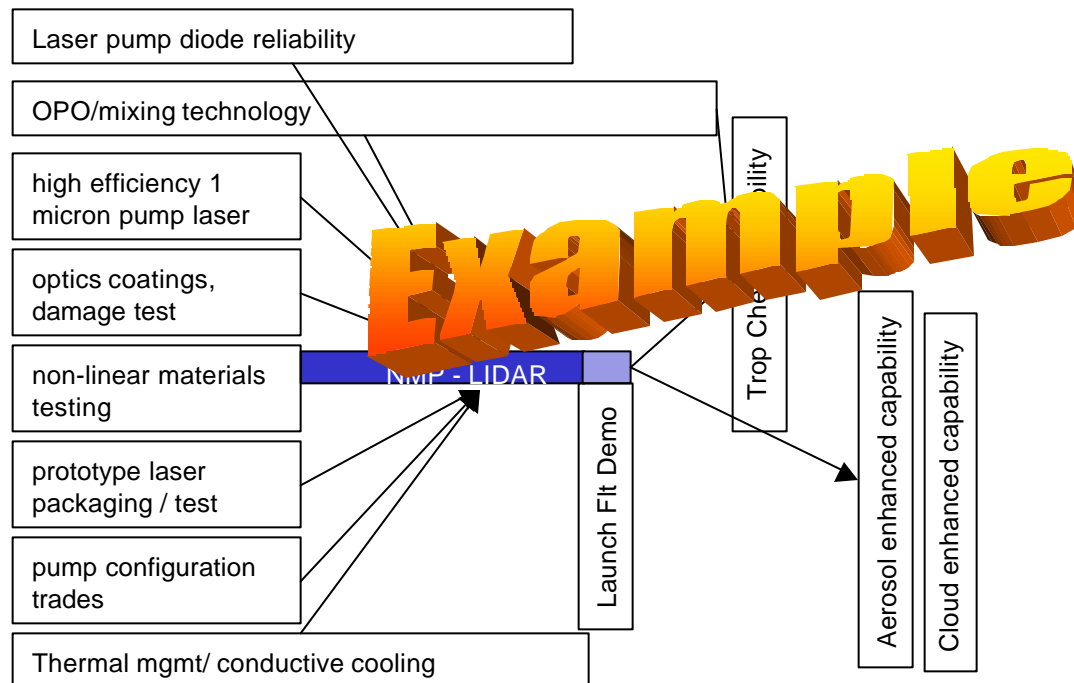 Laser pump diode reliability
OPO/mixing technology
high efficiency 1
micron pump laser
optics coatings,
damage test
non-linear materials
testing
prototype laser
packaging / test
pump configuration
trades
Thermal mgmt/ conductive cooling
Example
NMP - LIDAR
Launch Flt Demo
Trop
Aerosol enhanced capability
Cloud enhanced capability